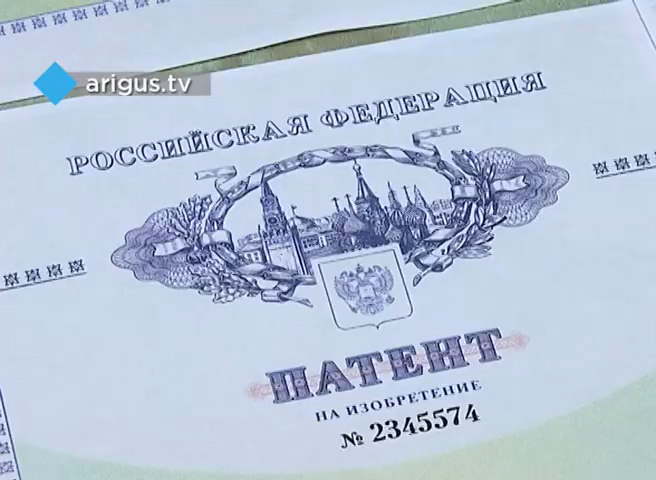 arigus.tv
РОССИЙСКАЯ ФЕДЕРАЦИЯ
ПАТЕНТ
НА ИЗОБРЕТЕНИЕ
№ 2345574